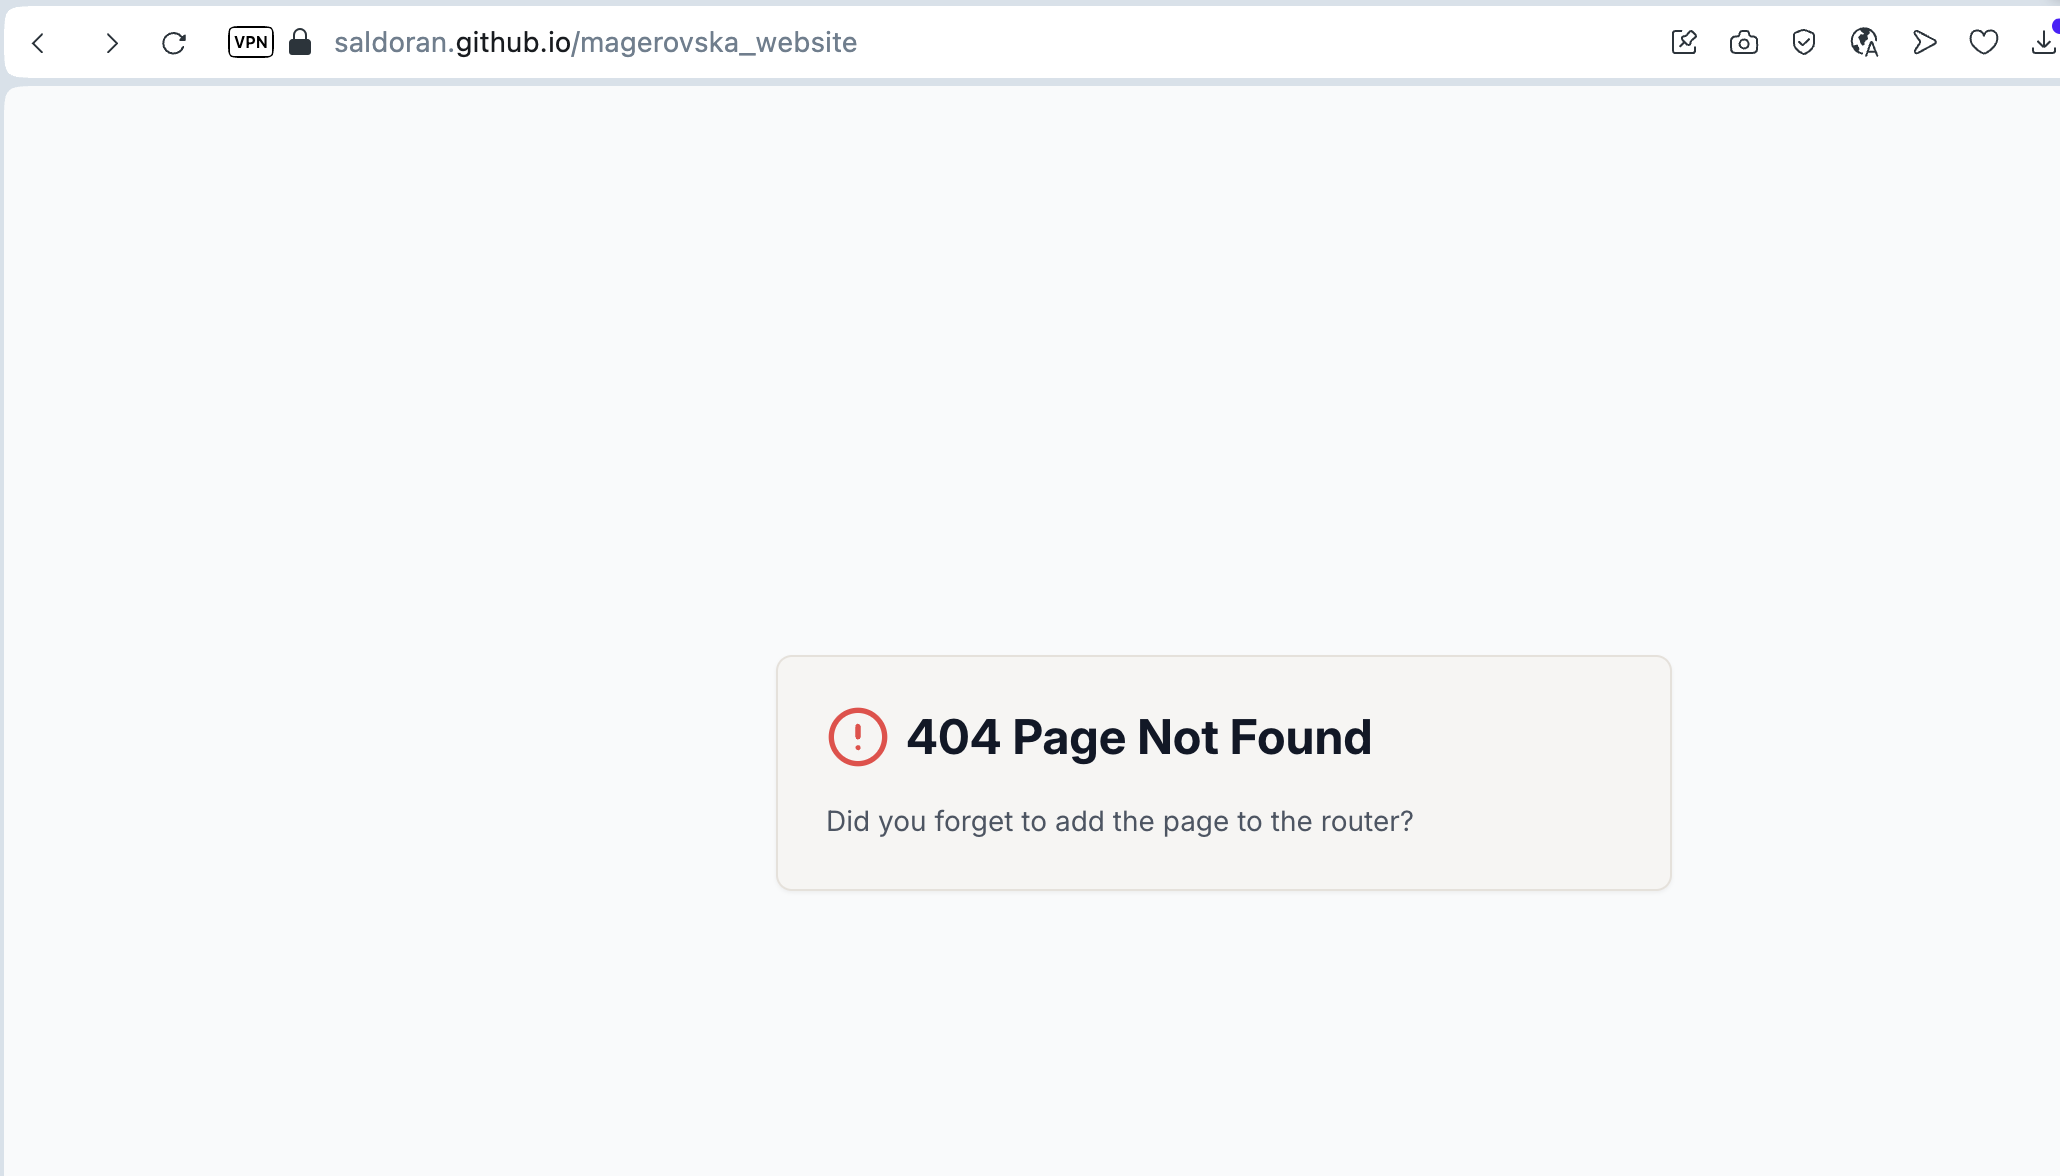 VPN saldoran.github.io/magerovska_website
404 Page Not Found
Did you forget to add the page to the router?